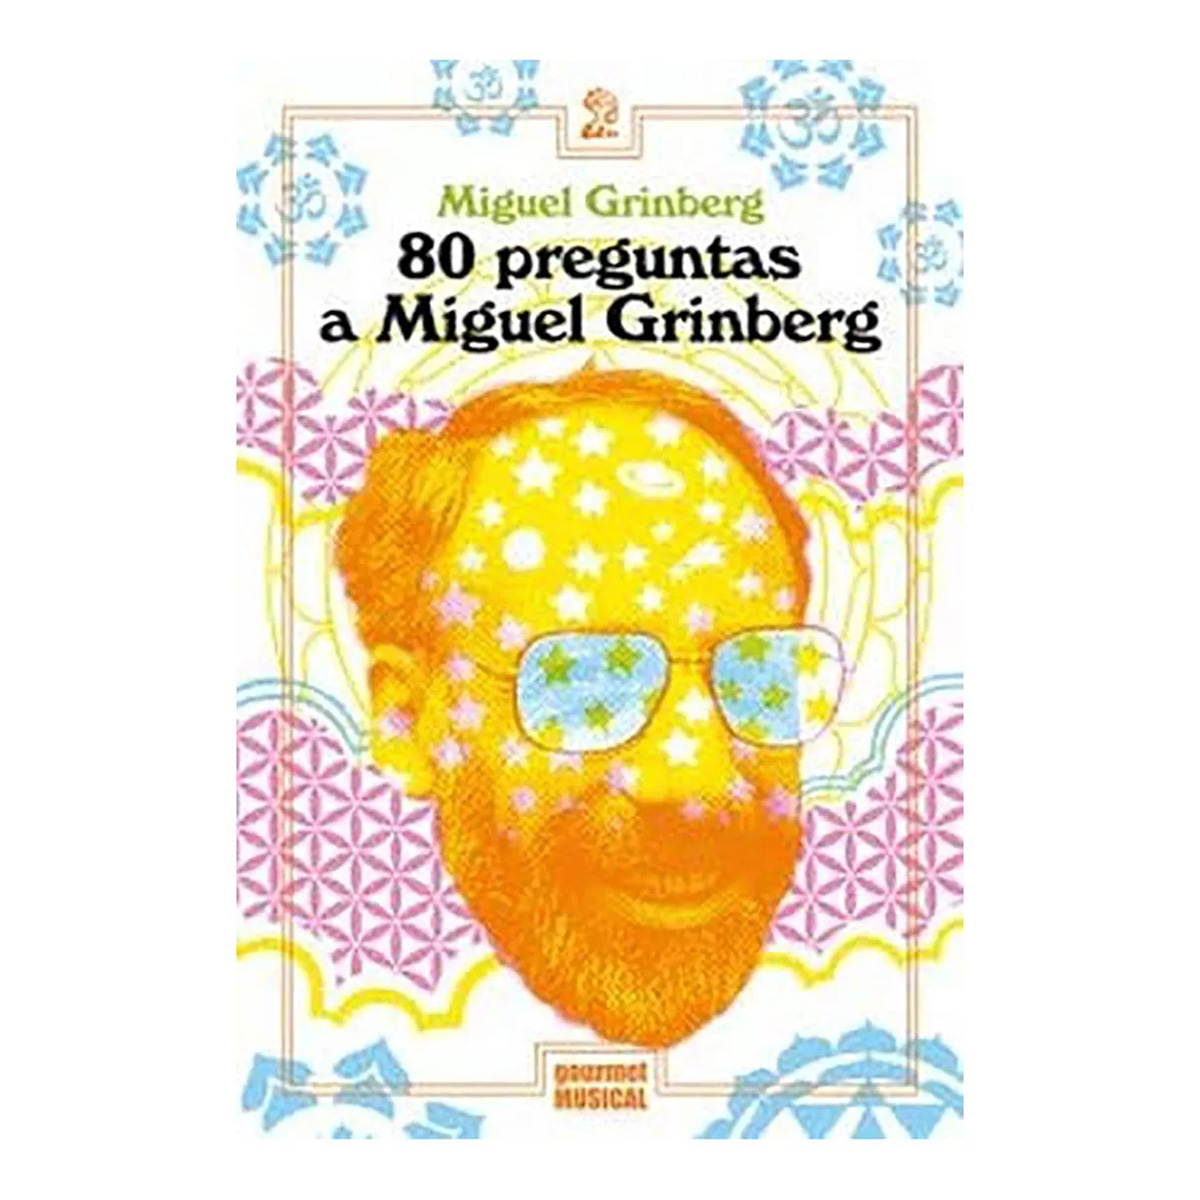 Miguel Grinberg
80 preguntas
a Miguel Grinberg
ॐ
ॐ
ॐ
ॐ
gourmet
MUSICAL